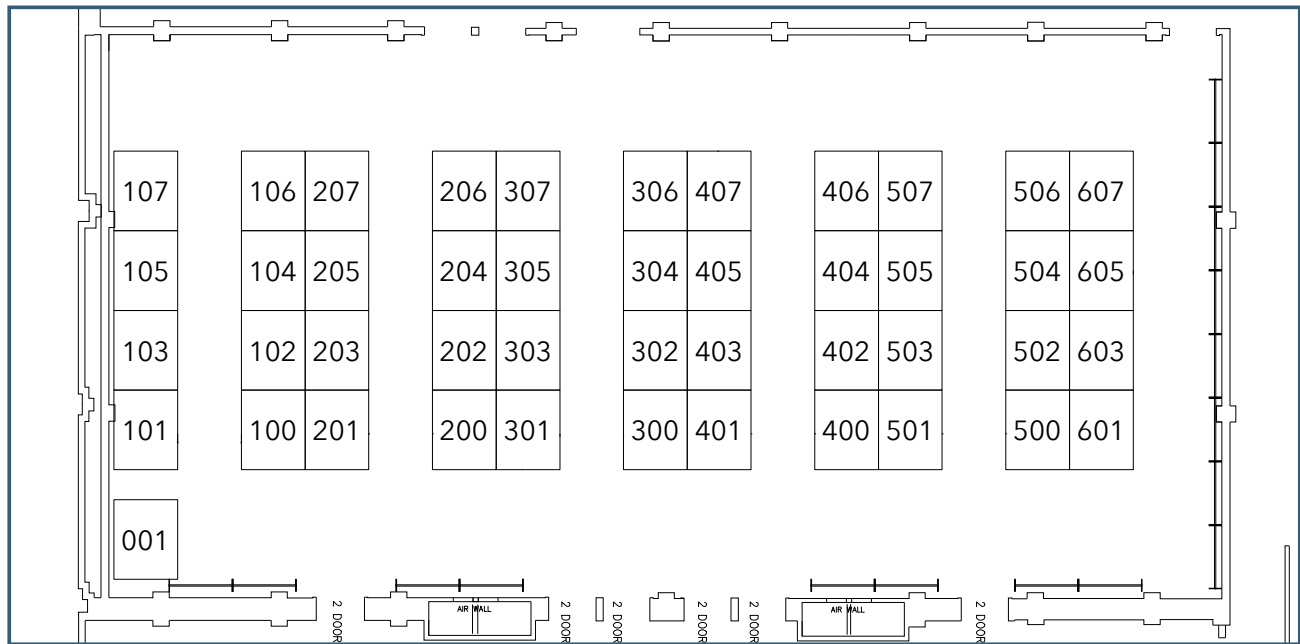 107 106 207 206 307 306 407 406 507 506 607
105 104 205 204 305 304 405 404 505 504 605
103 102 203 202 303 302 403 402 503 502 603
101 100 201 200 301 300 401 400 501 500 601
001
2 DOOR
AIR WALL
2 DOOR
2 DOOR
2 DOOR
2 DOOR
AIR WALL
2 DOOR